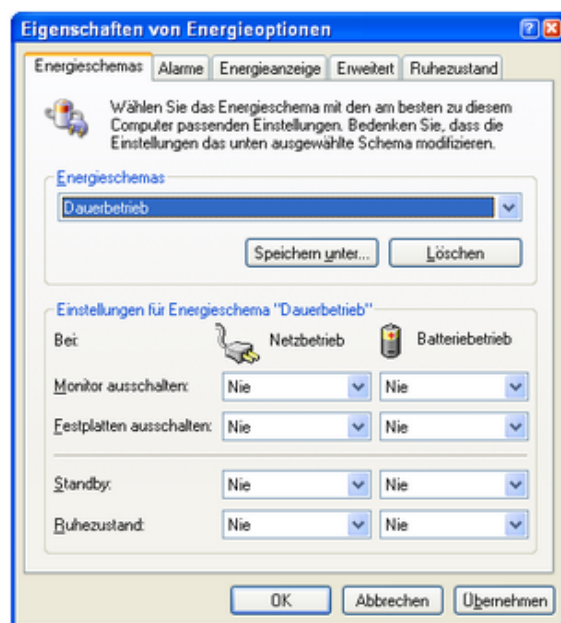 Eigenschaften von Energieoptionen
Energieschemas Alarme Energieanzeige Erweitert Ruhezustand
Wählen Sie das Energieschema mit den am besten zu diesem
Computer passenden Einstellungen. Bedenken Sie, dass die
Einstellungen das unten ausgewählte Schema modifizieren.
Energieschemas
Dauerbetrieb
Speichern unter... Löschen
Einstellungen für Energieschema "Dauerbetrieb"
Bei: Netzbetrieb Batteriebetrieb
Monitor ausschalten: Nie Nie
Festplatten ausschalten: Nie Nie
Standby: Nie Nie
Ruhezustand: Nie Nie
OK Abbrechen Übernehmen